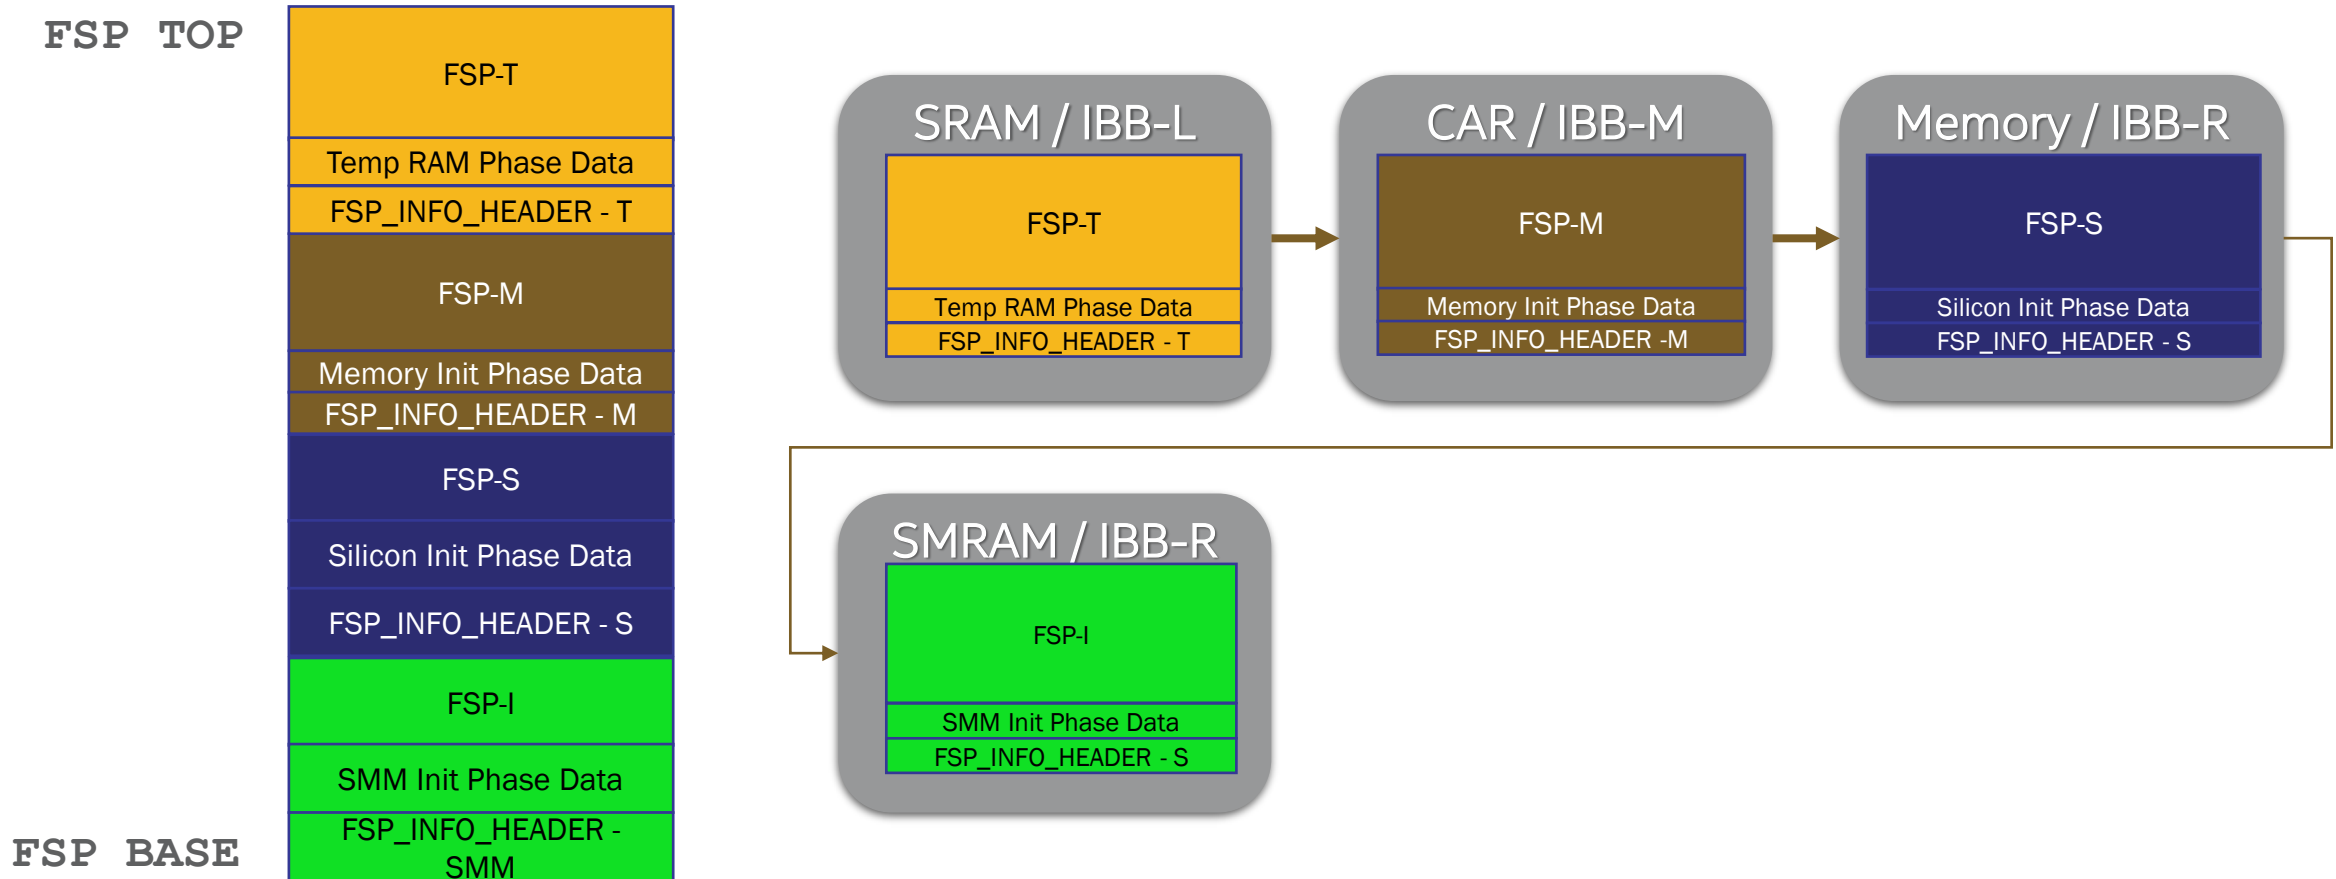 FSP TOP
FSP-T
Temp RAM Phase Data
FSP_INFO_HEADER - T
FSP-M
Memory Init Phase Data
FSP_INFO_HEADER - M
FSP-S
Silicon Init Phase Data
FSP_INFO_HEADER - S
FSP-I
SMM Init Phase Data
FSP_INFO_HEADER -
SMM
FSP BASE
SRAM / IBB-L
FSP-T
Temp RAM Phase Data
FSP_INFO_HEADER - T
CAR / IBB-M
FSP-M
Memory Init Phase Data
FSP_INFO_HEADER -M
Memory / IBB-R
FSP-S
Silicon Init Phase Data
FSP_INFO_HEADER - S
SMRAM / IBB-R
FSP-I
SMM Init Phase Data
FSP_INFO_HEADER - S